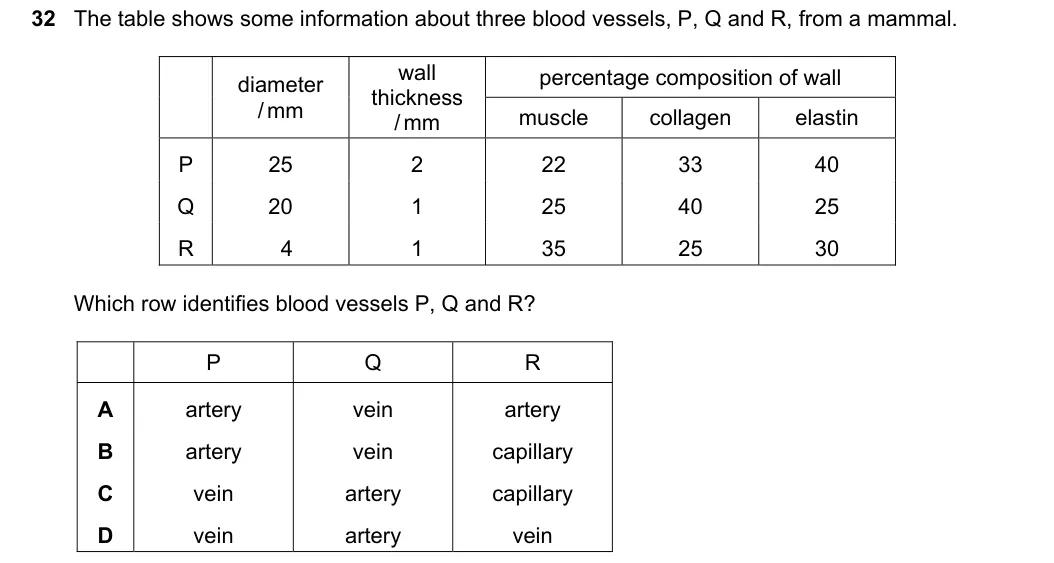 32 The table shows some information about three blood vessels, P, Q and R, from a mammal.
diameter /mm wall thickness /mm percentage composition of wall
muscle collagen elastin
P 25 2 22 33 40
Q 20 1 25 40 25
R 4 1 35 25 30
Which row identifies blood vessels P, Q and R?
P Q R
A artery vein artery
B artery vein capillary
C vein artery capillary
D vein artery vein